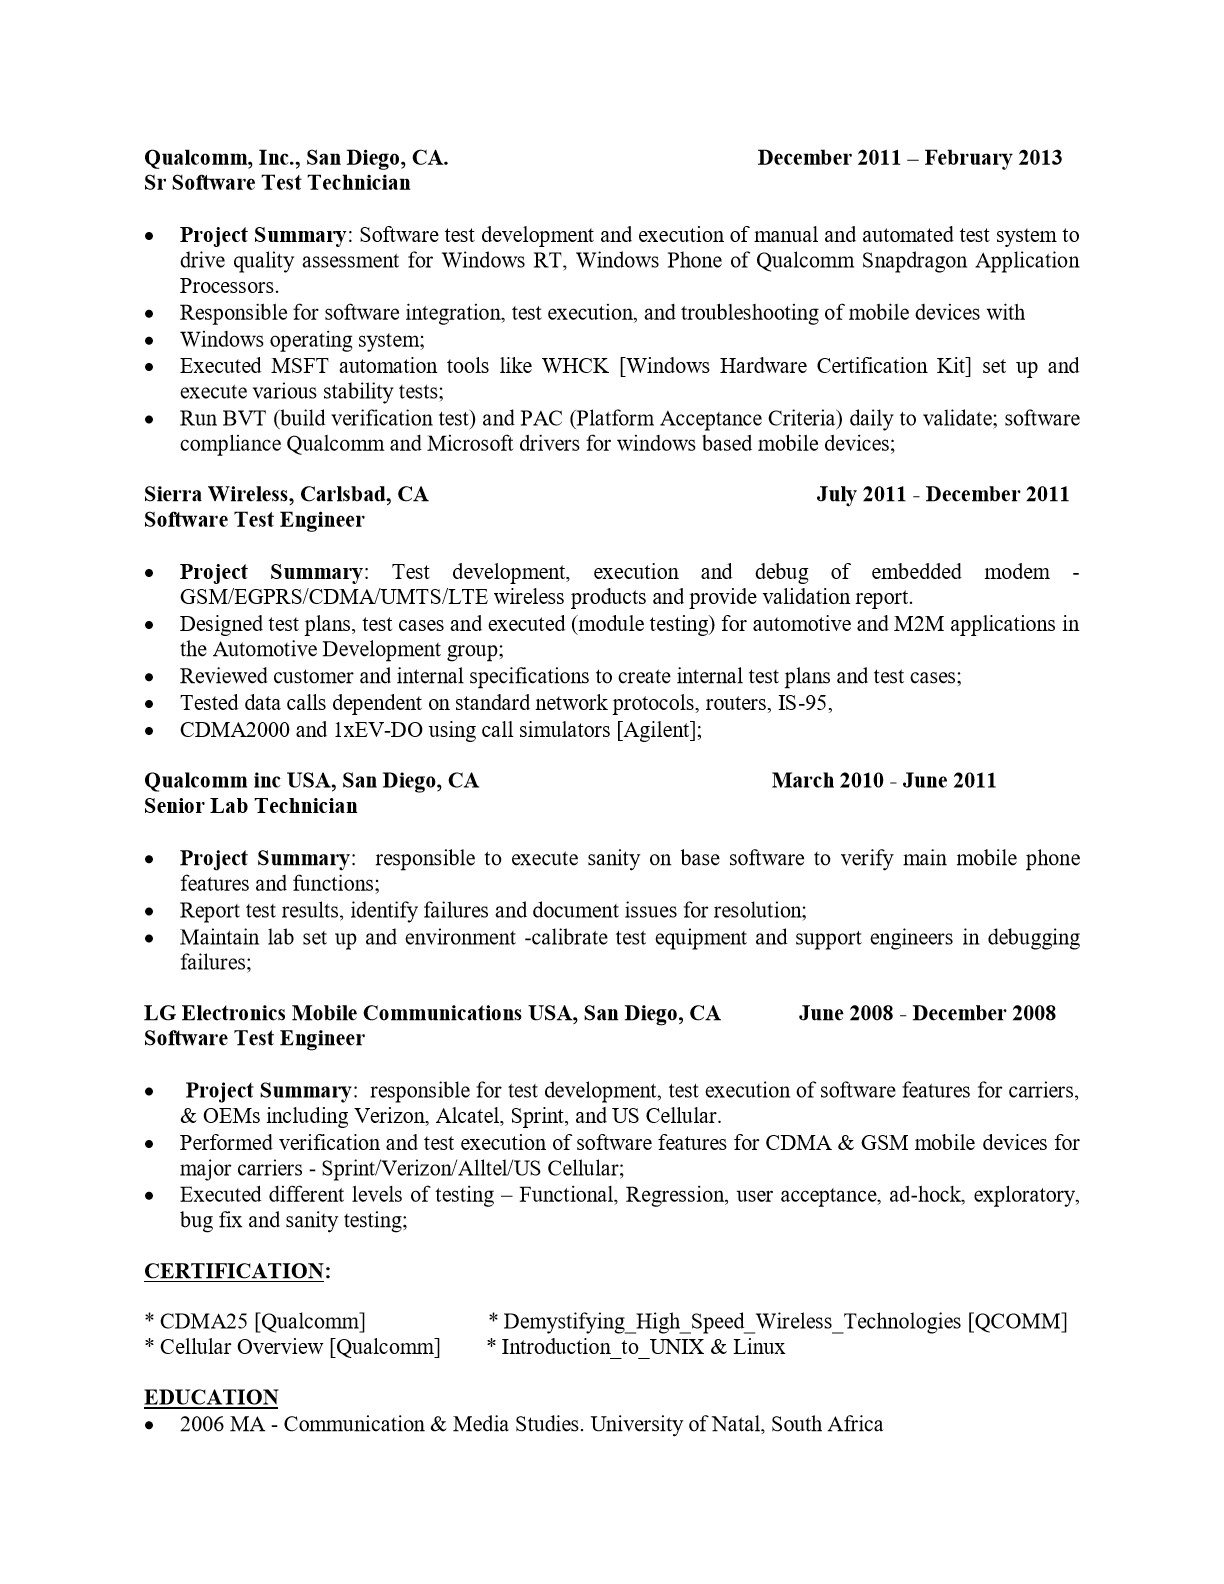 Qualcomm, Inc., San Diego, CA. December 2011 – February 2013
Sr Software Test Technician
• Project Summary: Software test development and execution of manual and automated test system to
drive quality assessment for Windows RT, Windows Phone of Qualcomm Snapdragon Application
Processors.
• Responsible for software integration, test execution, and troubleshooting of mobile devices with
• Windows operating system;
• Executed MSFT automation tools like WHCK [Windows Hardware Certification Kit] set up and
execute various stability tests;
• Run BVT (build verification test) and PAC (Platform Acceptance Criteria) daily to validate; software
compliance Qualcomm and Microsoft drivers for windows based mobile devices;
Sierra Wireless, Carlsbad, CA July 2011 - December 2011
Software Test Engineer
• Project Summary: Test development, execution and debug of embedded modem -
GSM/EGPRS/CDMA/UMTS/LTE wireless products and provide validation report.
• Designed test plans, test cases and executed (module testing) for automotive and M2M applications in
the Automotive Development group;
• Reviewed customer and internal specifications to create internal test plans and test cases;
• Tested data calls dependent on standard network protocols, routers, IS-95,
• CDMA2000 and 1xEV-DO using call simulators [Agilent];
Qualcomm inc USA, San Diego, CA March 2010 - June 2011
Senior Lab Technician
• Project Summary: responsible to execute sanity on base software to verify main mobile phone
features and functions;
• Report test results, identify failures and document issues for resolution;
• Maintain lab set up and environment -calibrate test equipment and support engineers in debugging
failures;
LG Electronics Mobile Communications USA, San Diego, CA June 2008 - December 2008
Software Test Engineer
• Project Summary: responsible for test development, test execution of software features for carriers,
& OEMs including Verizon, Alcatel, Sprint, and US Cellular.
• Performed verification and test execution of software features for CDMA & GSM mobile devices for
major carriers - Sprint/Verizon/Alltel/US Cellular;
• Executed different levels of testing – Functional, Regression, user acceptance, ad-hock, exploratory,
bug fix and sanity testing;
CERTIFICATION:
* CDMA25 [Qualcomm] * Demystifying_High_Speed_Wireless_Technologies [QCOMM]
* Cellular Overview [Qualcomm] * Introduction_to_UNIX & Linux
EDUCATION
• 2006 MA - Communication & Media Studies. University of Natal, South Africa